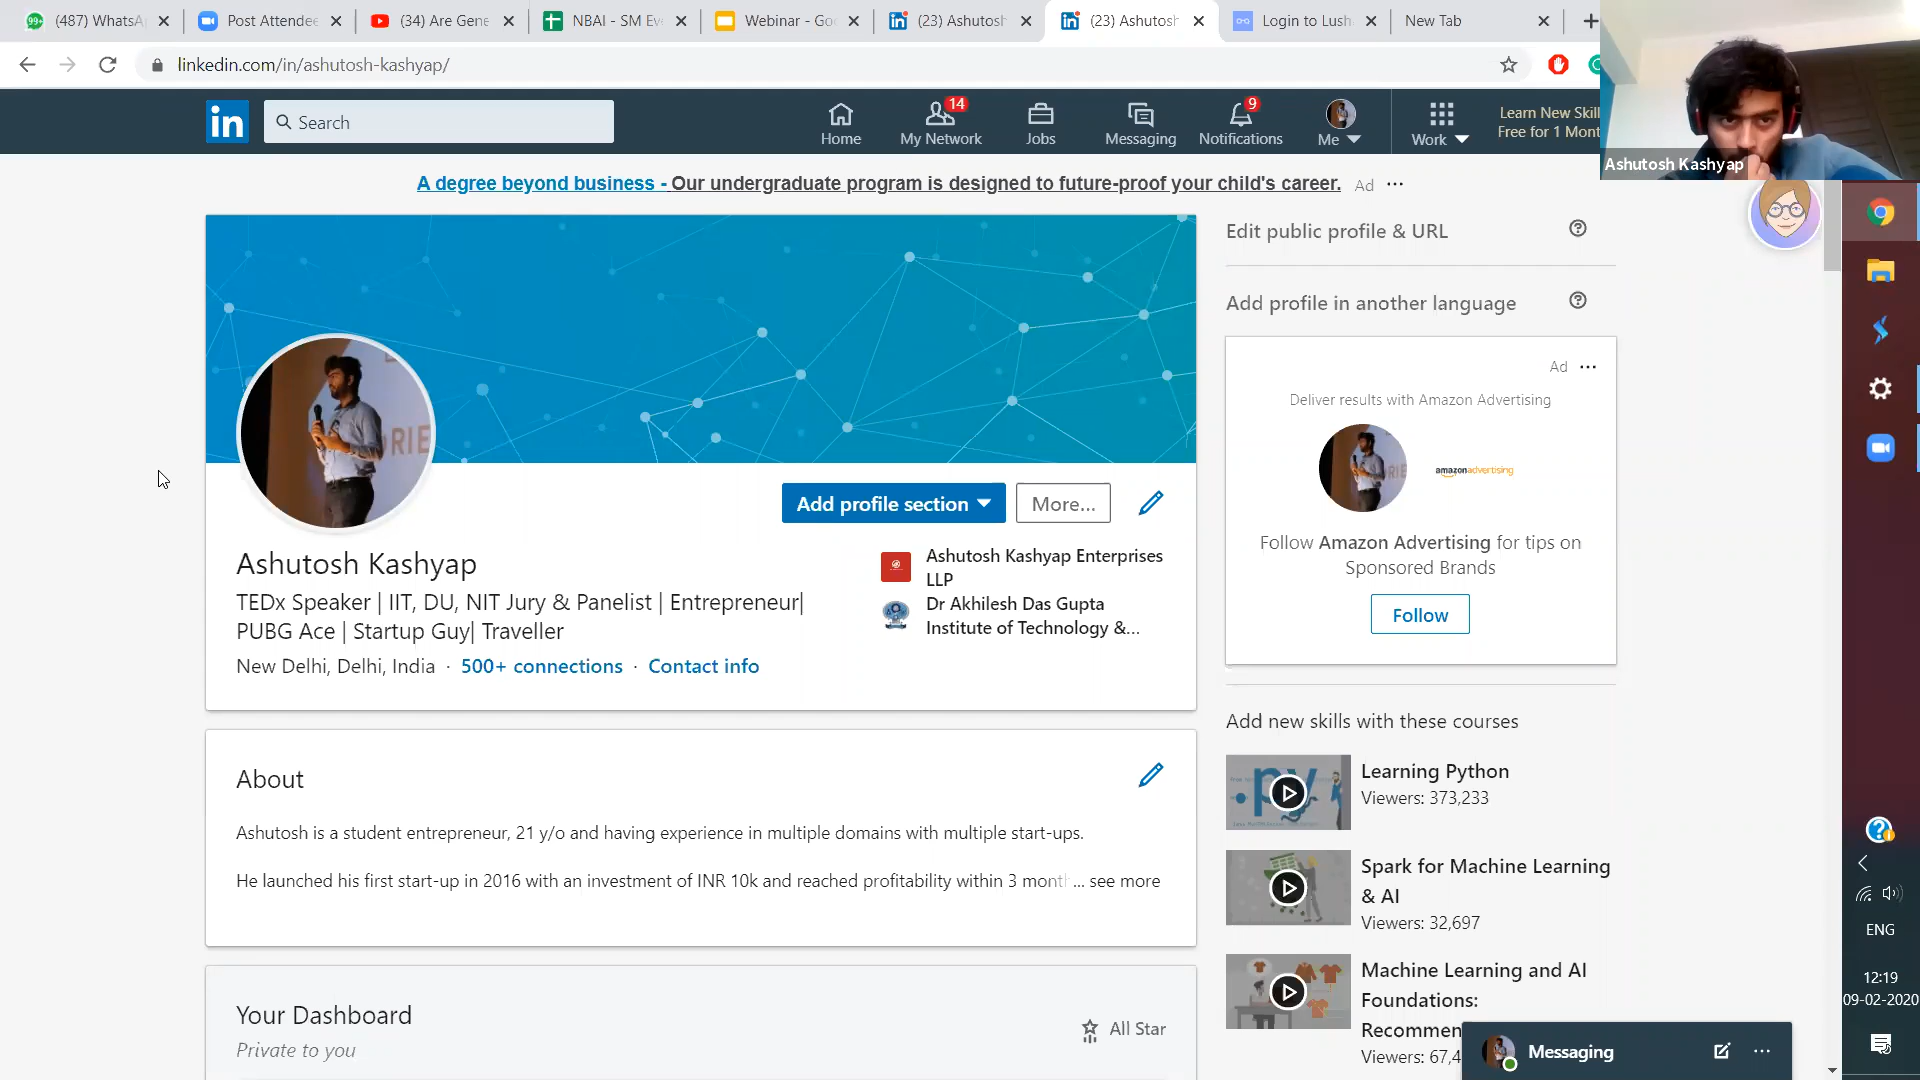 (487) WhatsA
Post Attende
(34) Are Gene
NBAI - SM Ev
Webinar - Goo
(23) Ashutosh
(23) Ashutosh
Login to Lush
New Tab
linkedin.com/in/ashutosh-kashyap/
in
Search
Home
14
My Network
Jobs
Messaging
9
Notifications
Me
Work
Learn New Skill
Free for 1 Mont
Ashutosh Kashyap
A degree beyond business - Our undergraduate program is designed to future-proof your child's career. Ad ...
Add profile section
More...
Ashutosh Kashyap
TEDx Speaker | IIT, DU, NIT Jury & Panelist | Entrepreneur|
PUBG Ace | Startup Guy| Traveller
New Delhi, Delhi, India · 500+ connections · Contact info
Ashutosh Kashyap Enterprises
LLP
Dr Akhilesh Das Gupta
Institute of Technology &...
About
Ashutosh is a student entrepreneur, 21 y/o and having experience in multiple domains with multiple start-ups.
He launched his first start-up in 2016 with an investment of INR 10k and reached profitability within 3 month... see more
Your Dashboard
Private to you
All Star
Edit public profile & URL
Add profile in another language
Ad ...
Deliver results with Amazon Advertising
amazonadvertising
Follow Amazon Advertising for tips on
Sponsored Brands
Follow
Add new skills with these courses
Learning Python
Viewers: 373,233
Spark for Machine Learning
& AI
Viewers: 32,697
Machine Learning and AI
Foundations:
Recommen
Viewers: 67,4
Messaging
ENG
12:19
09-02-2020